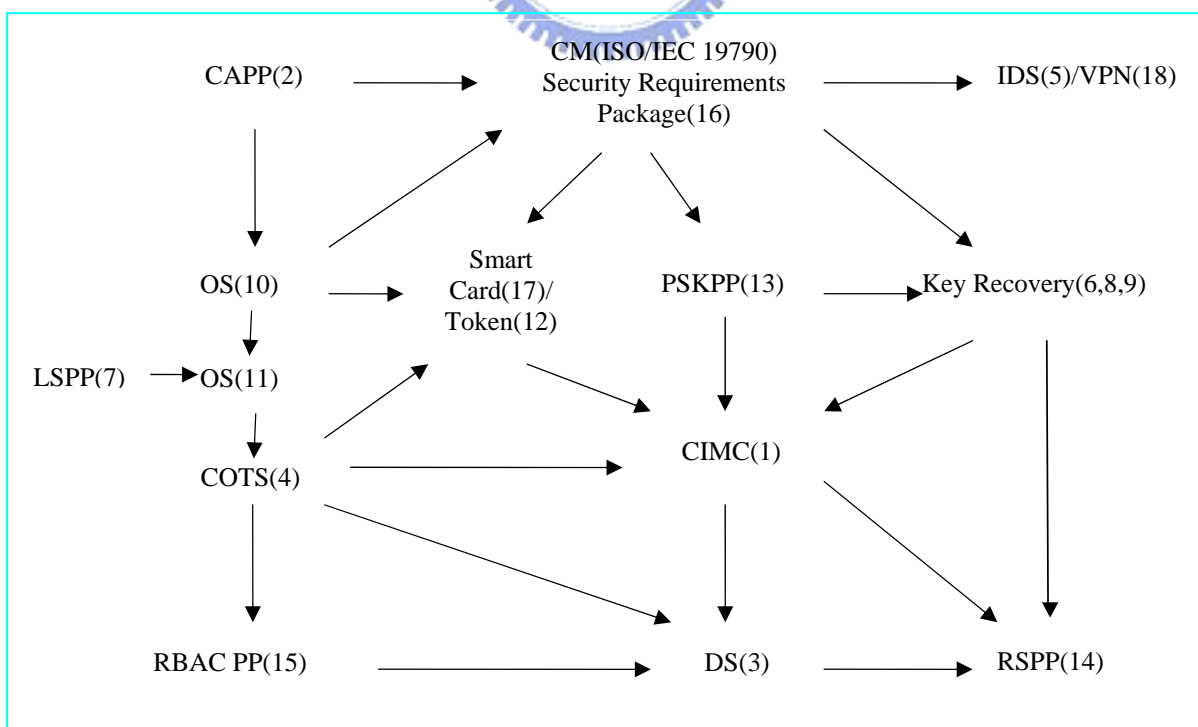 CM(ISO/IEC 19790)
Security Requirements
Package(16)
CAPP(2)
IDS(5)/VPN(18)
OS(10)
Smart
Card(17)/
Token(12)
PSKPP(13)
Key Recovery(6,8,9)
LSPP(7)
OS(11)
COTS(4)
CIMC(1)
RBAC PP(15)
DS(3)
RSPP(14)